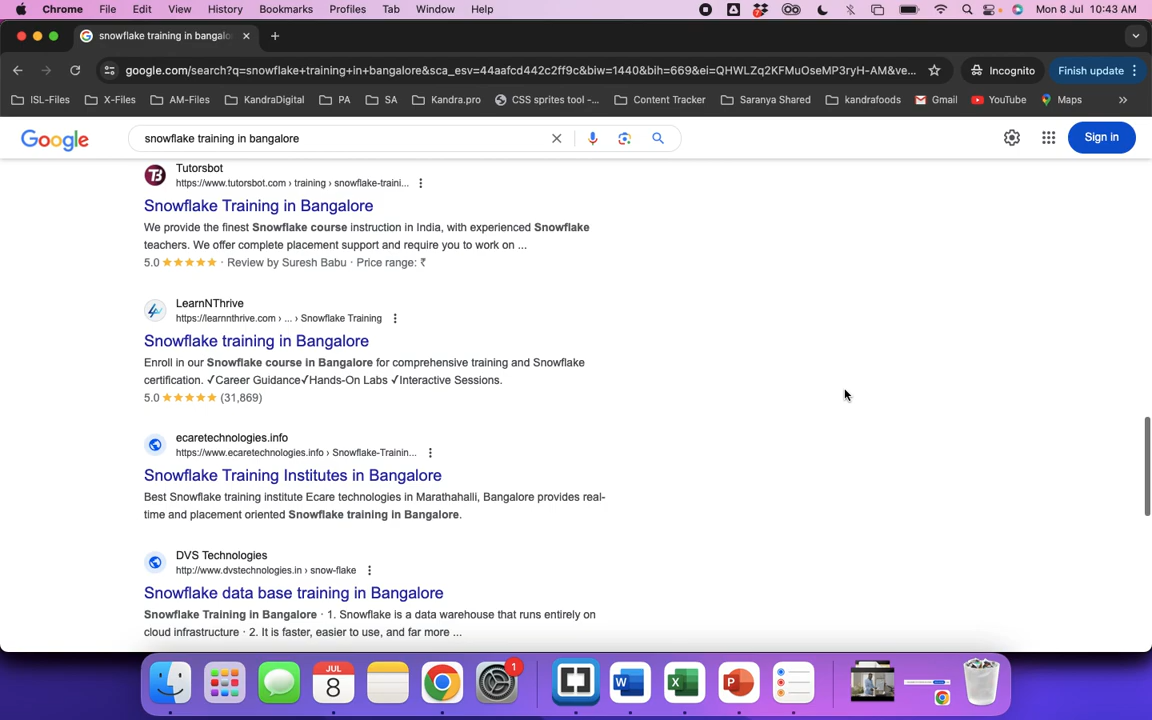 Chrome File Edit View History Bookmarks Profiles Tab Window Help Mon 8 Jul 10:43 AM
snowflake training in bangalo
google.com/search?q=snowflake+training+in+bangalore&sca_esv=44aafcd442c2ff9c&biw=1440&bih=669&ei=QHWLZq2KFMuOseMP3ryH-AM&ve... Incognito Finish update
ISL-Files X-Files AM-Files KandraDigital PA SA Kandra.pro CSS sprites tool -... Content Tracker Saranya Shared kandrafoods Gmail YouTube Maps »
Google snowflake training in bangalore Sign in
Tutorsbot
https://www.tutorsbot.com › training › snowflake-traini...
Snowflake Training in Bangalore
We provide the finest Snowflake course instruction in India, with experienced Snowflake
teachers. We offer complete placement support and require you to work on ...
5.0 ★★★★★ · Review by Suresh Babu · Price range: ₹
LearnNThrive
https://learnnthrive.com › ... › Snowflake Training
Snowflake training in Bangalore
Enroll in our Snowflake course in Bangalore for comprehensive training and Snowflake
certification. ✓Career Guidance✓Hands-On Labs ✓Interactive Sessions.
5.0 ★★★★★ (31,869)
ecaretechnologies.info
https://www.ecaretechnologies.info › Snowflake-Trainin...
Snowflake Training Institutes in Bangalore
Best Snowflake training institute Ecare technologies in Marathahalli, Bangalore provides real-
time and placement oriented Snowflake training in Bangalore.
DVS Technologies
http://www.dvstechnologies.in › snow-flake
Snowflake data base training in Bangalore
Snowflake Training in Bangalore · 1. Snowflake is a data warehouse that runs entirely on
cloud infrastructure · 2. It is faster, easier to use, and far more ...
JUL
8
1
W X P